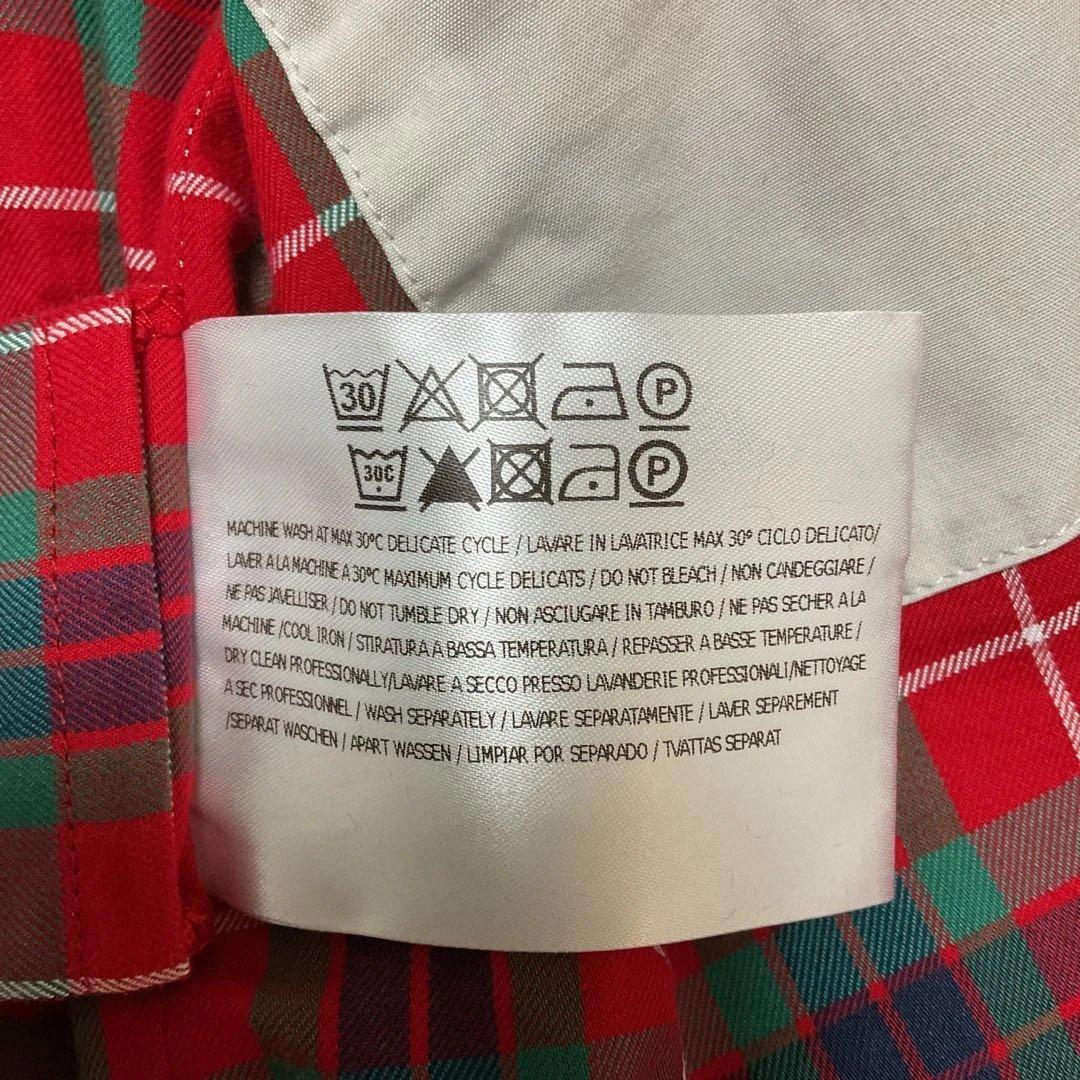 30 P
30C P
MACHINE WASH AT MAX 30°C DELICATE CYCLE / LAVARE IN LAVATRICE MAX 30° CICLO DELICATO/
LAVER A LA MACHINE A 30°C MAXIMUM CYCLE DELICATS / DO NOT BLEACH / NON CANDEGGIARE /
NE PAS JAVELLISER / DO NOT TUMBLE DRY / NON ASCIUGARE IN TAMBURO / NE PAS SECHER A LA
MACHINE /COOL IRON / STIRATURA A BASSA TEMPERATURA / REPASSER A BASSE TEMPERATURE /
DRY CLEAN PROFESSIONALLY/LAVARE A SECCO PRESSO LAVANDERIE PROFESSIONALI/NETTOYAGE
A SEC PROFESSIONNEL / WASH SEPARATELY / LAVARE SEPARATAMENTE / LAVER SEPAREMENT
/SEPARAT WASCHEN / APART WASSEN / LIMPIAR POR SEPARADO / TVATTAS SEPARAT